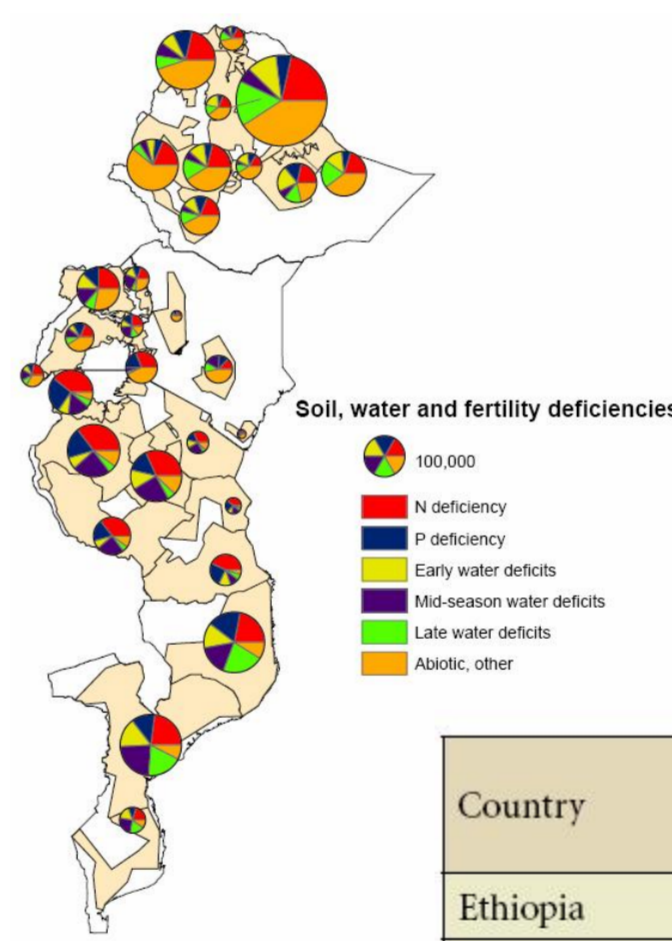 Soil, water and fertility deficiencies
100,000
N deficiency
P deficiency
Early water deficits
Mid-season water deficits
Late water deficits
Abiotic, other
Country
Ethiopia